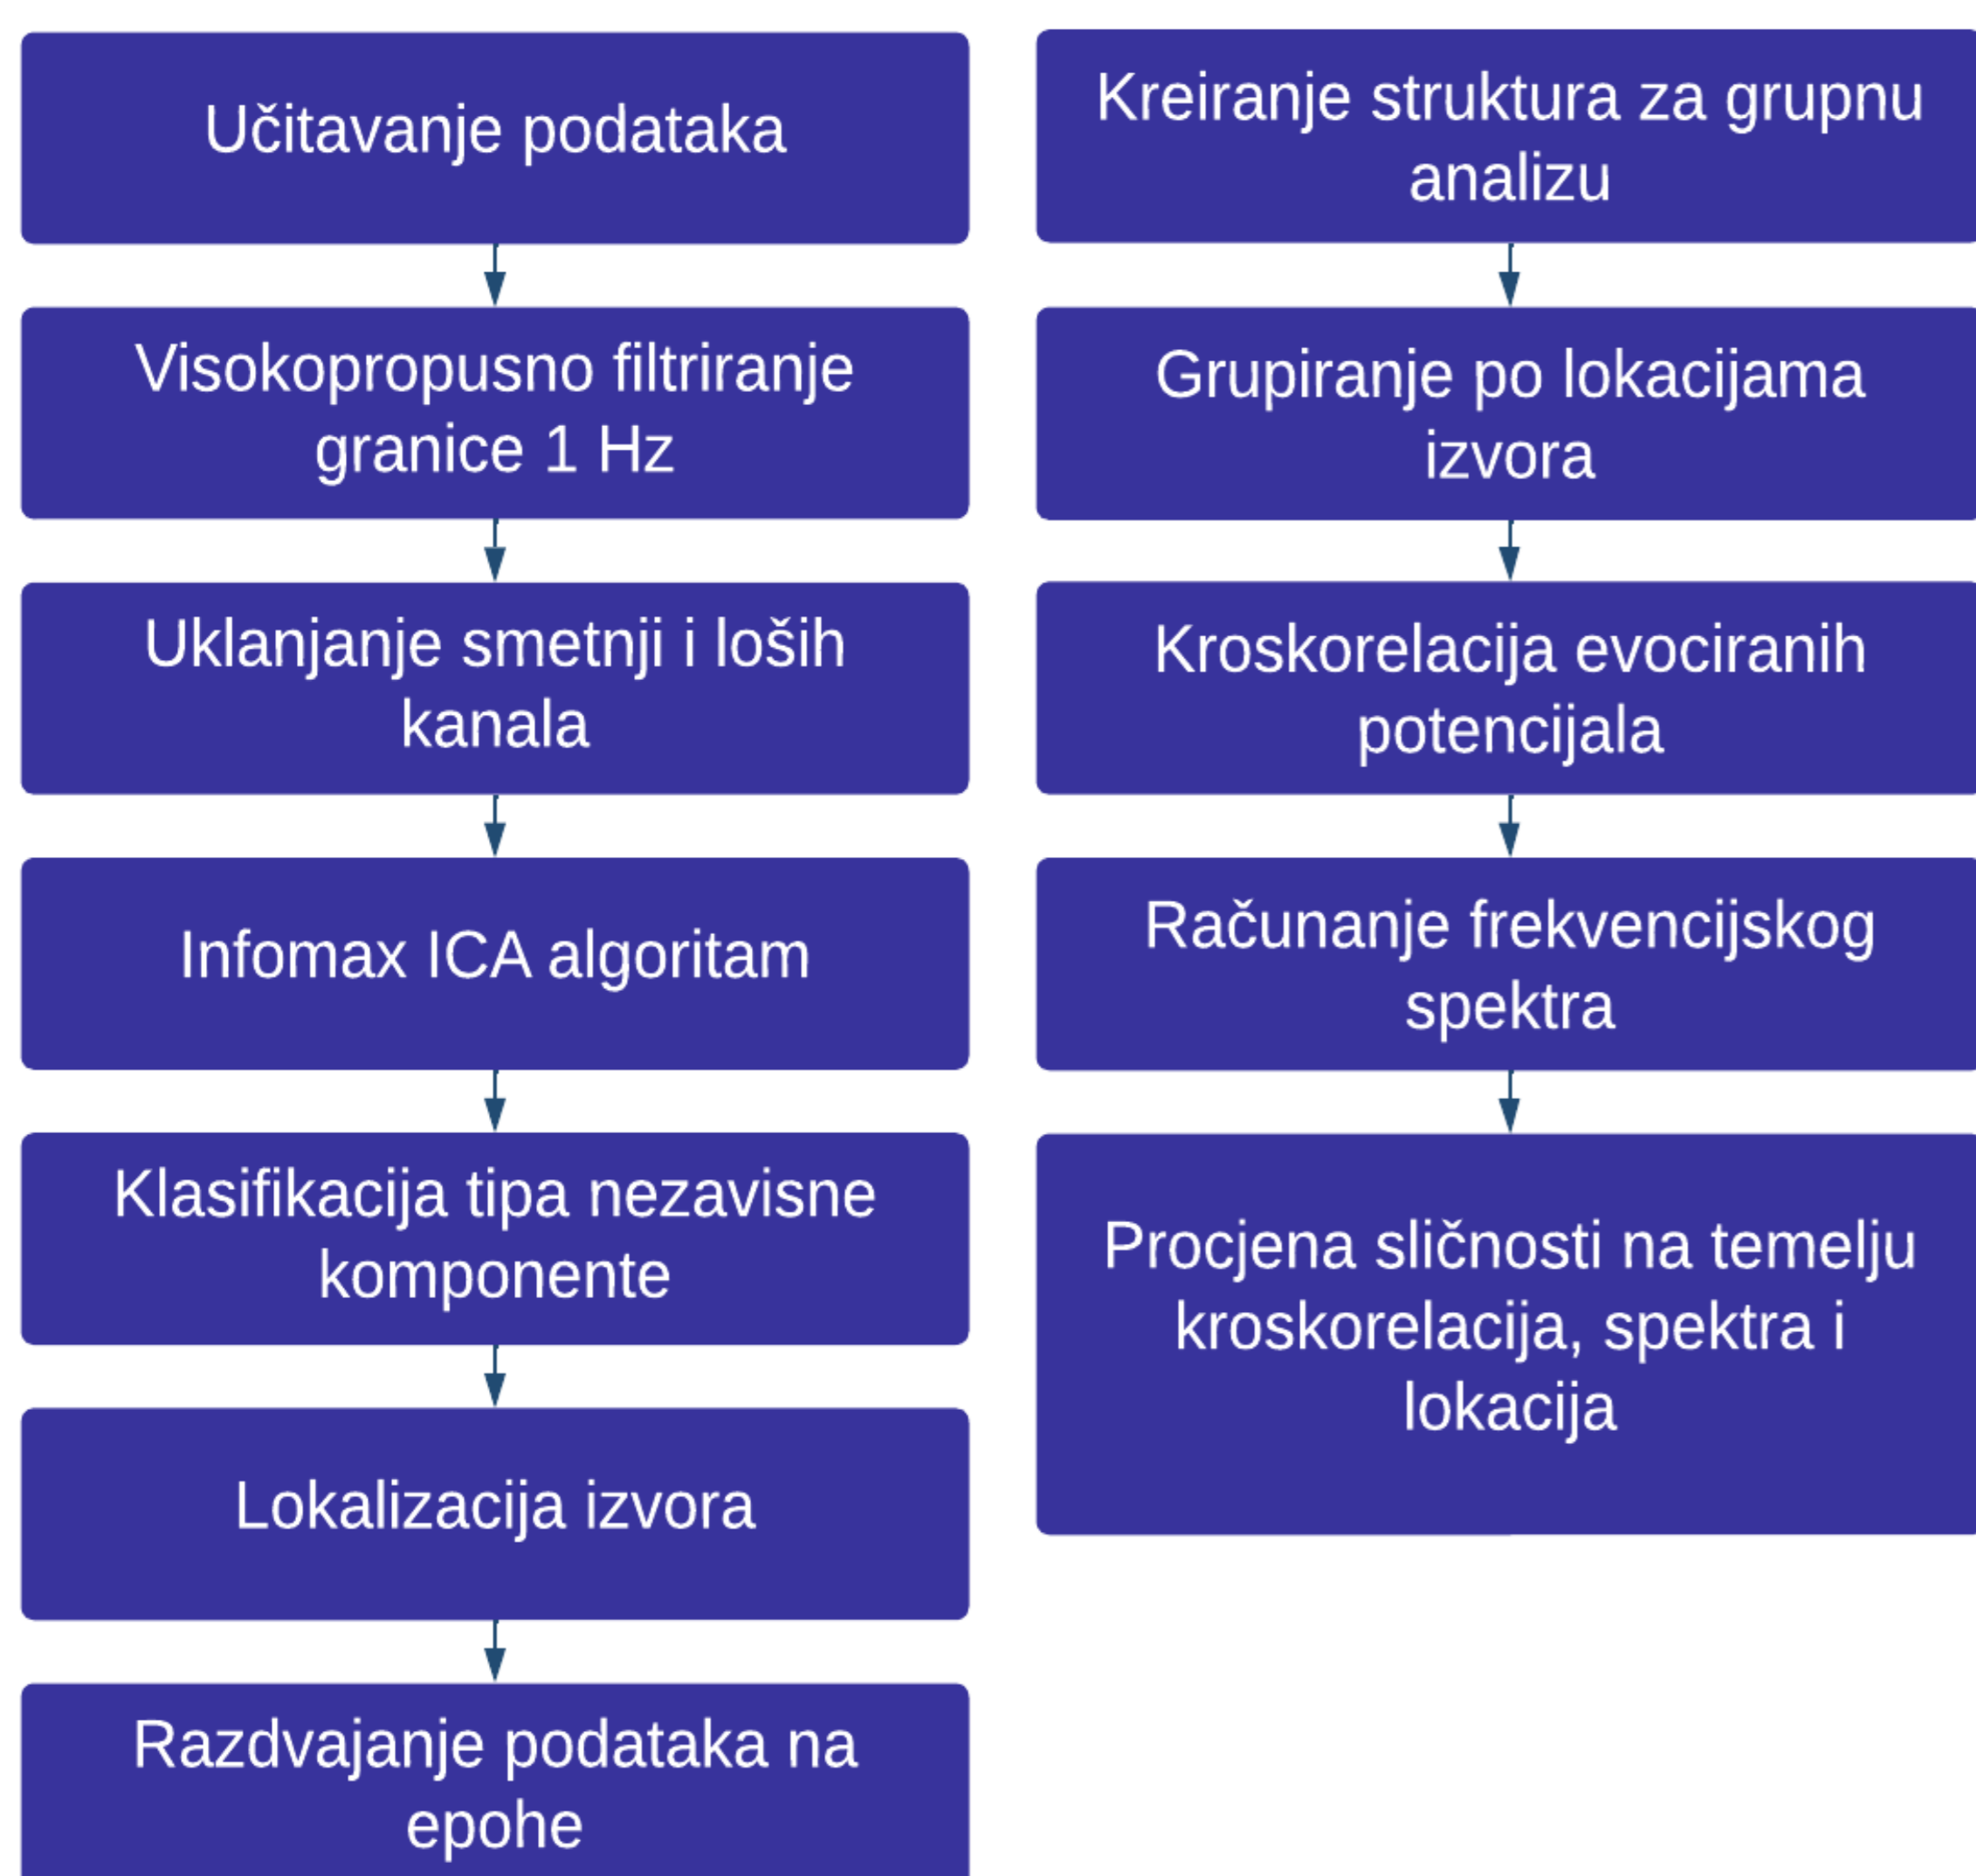 Učitavanje podataka
Visokopropusno filtriranje
granice 1 Hz
Uklanjanje smetnji i loših
kanala
Infomax ICA algoritam
Klasifikacija tipa nezavisne
komponente
Lokalizacija izvora
Razdvajanje podataka na
epohe
Kreiranje struktura za grupnu
analizu
Grupiranje po lokacijama
izvora
Kroskorelacija evociranih
potencijala
Računanje frekvencijskog
spektra
Procjena sličnosti na temelju
kroskorelacija, spektra i
lokacija